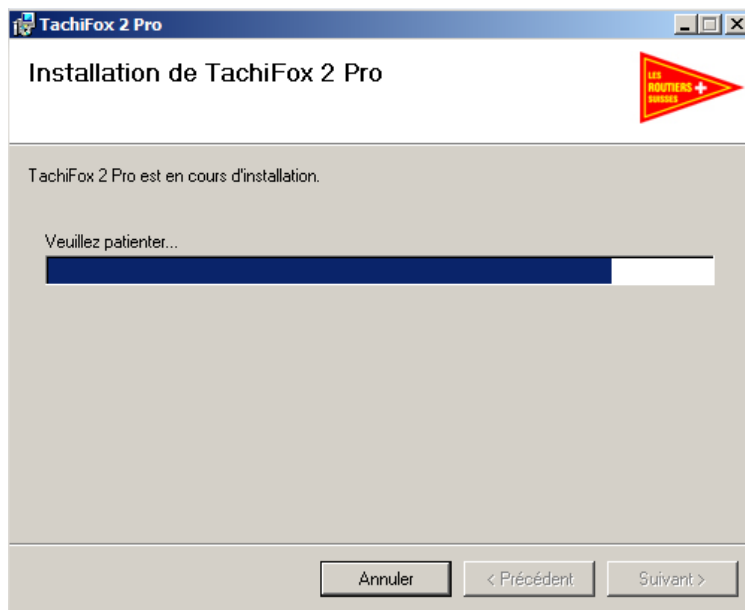 TachiFox 2 Pro
Installation de TachiFox 2 Pro
LES
ROUTIERS
SUISSES
TachiFox 2 Pro est en cours d'installation.
Veuillez patienter...
Annuler
< Précédent
Suivant >